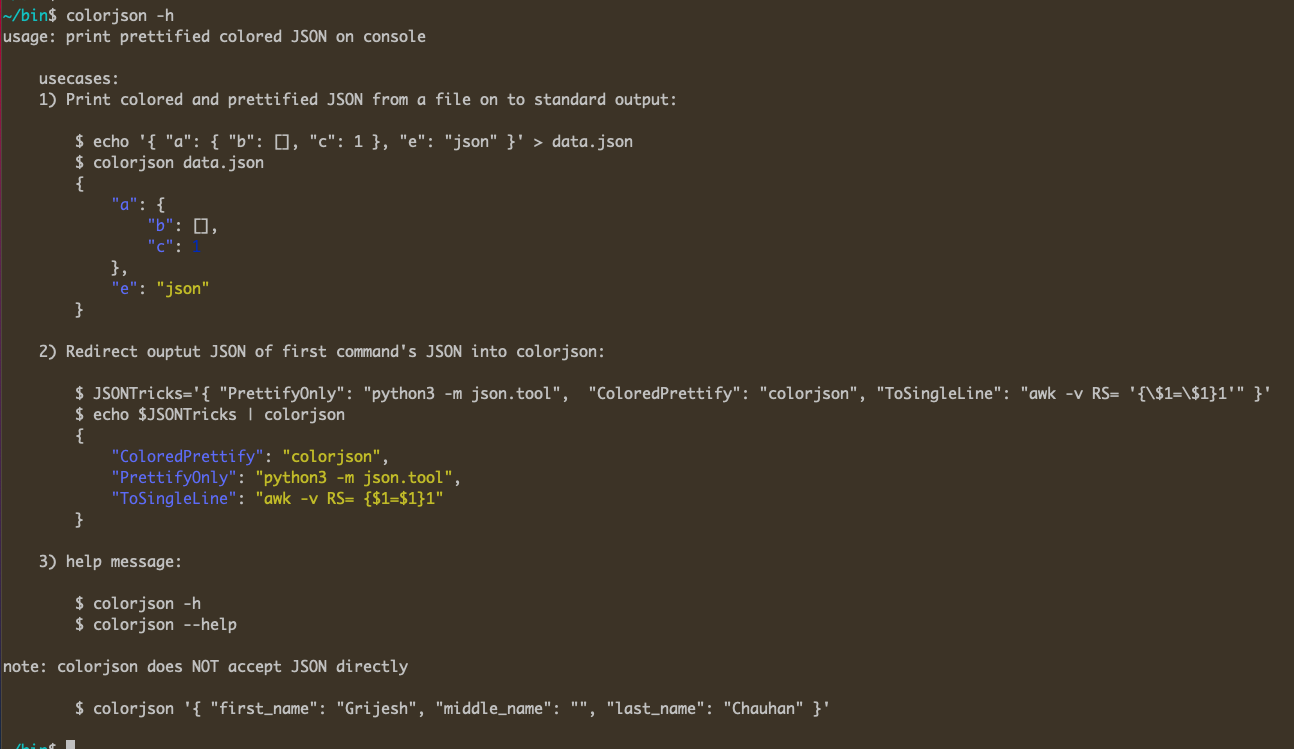 ~/bin$ colorjson -h
usage: print prettified colored JSON on console
usecases:
1) Print colored and prettified JSON from a file on to standard output:
$ echo '{ "a": { "b": [], "c": 1 }, "e": "json" }' > data.json
$ colorjson data.json
{
"a": {
"b": [],
"c": 1
},
"e": "json"
}
2) Redirect ouptut JSON of first command's JSON into colorjson:
$ JSONTricks='{ "PrettifyOnly": "python3 -m json.tool",  "ColoredPrettify": "colorjson", "ToSingleLine": "awk -v RS= '{\$1=\$1}1'" }'
$ echo $JSONTricks | colorjson
{
"ColoredPrettify": "colorjson",
"PrettifyOnly": "python3 -m json.tool",
"ToSingleLine": "awk -v RS= {$1=$1}1"
}
3) help message:
$ colorjson -h
$ colorjson --help
note: colorjson does NOT accept JSON directly
$ colorjson '{ "first_name": "Grijesh", "middle_name": "", "last_name": "Chauhan" }'
~/bin$